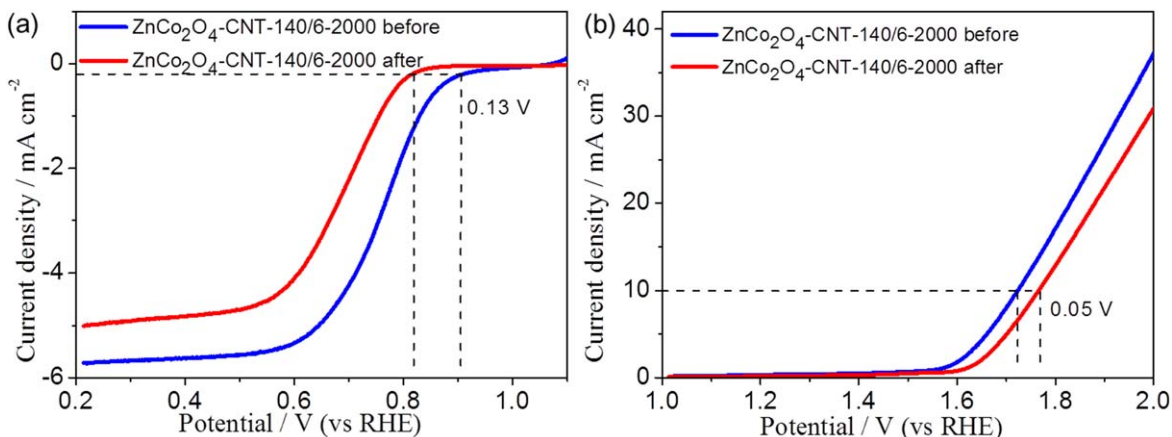 (a)
ZnCo2O4-CNT-140/6-2000 before
ZnCo2O4-CNT-140/6-2000 after
0
-2
-4
-6
0.13 V
0.2 0.4 0.6 0.8 1.0
Potential / V (vs RHE)
Current density / mA cm-2
(b)
ZnCo2O4-CNT-140/6-2000 before
ZnCo2O4-CNT-140/6-2000 after
40
30
20
10
0
0.05 V
1.0 1.2 1.4 1.6 1.8 2.0
Potential / V (vs RHE)
Current density / mA cm-2